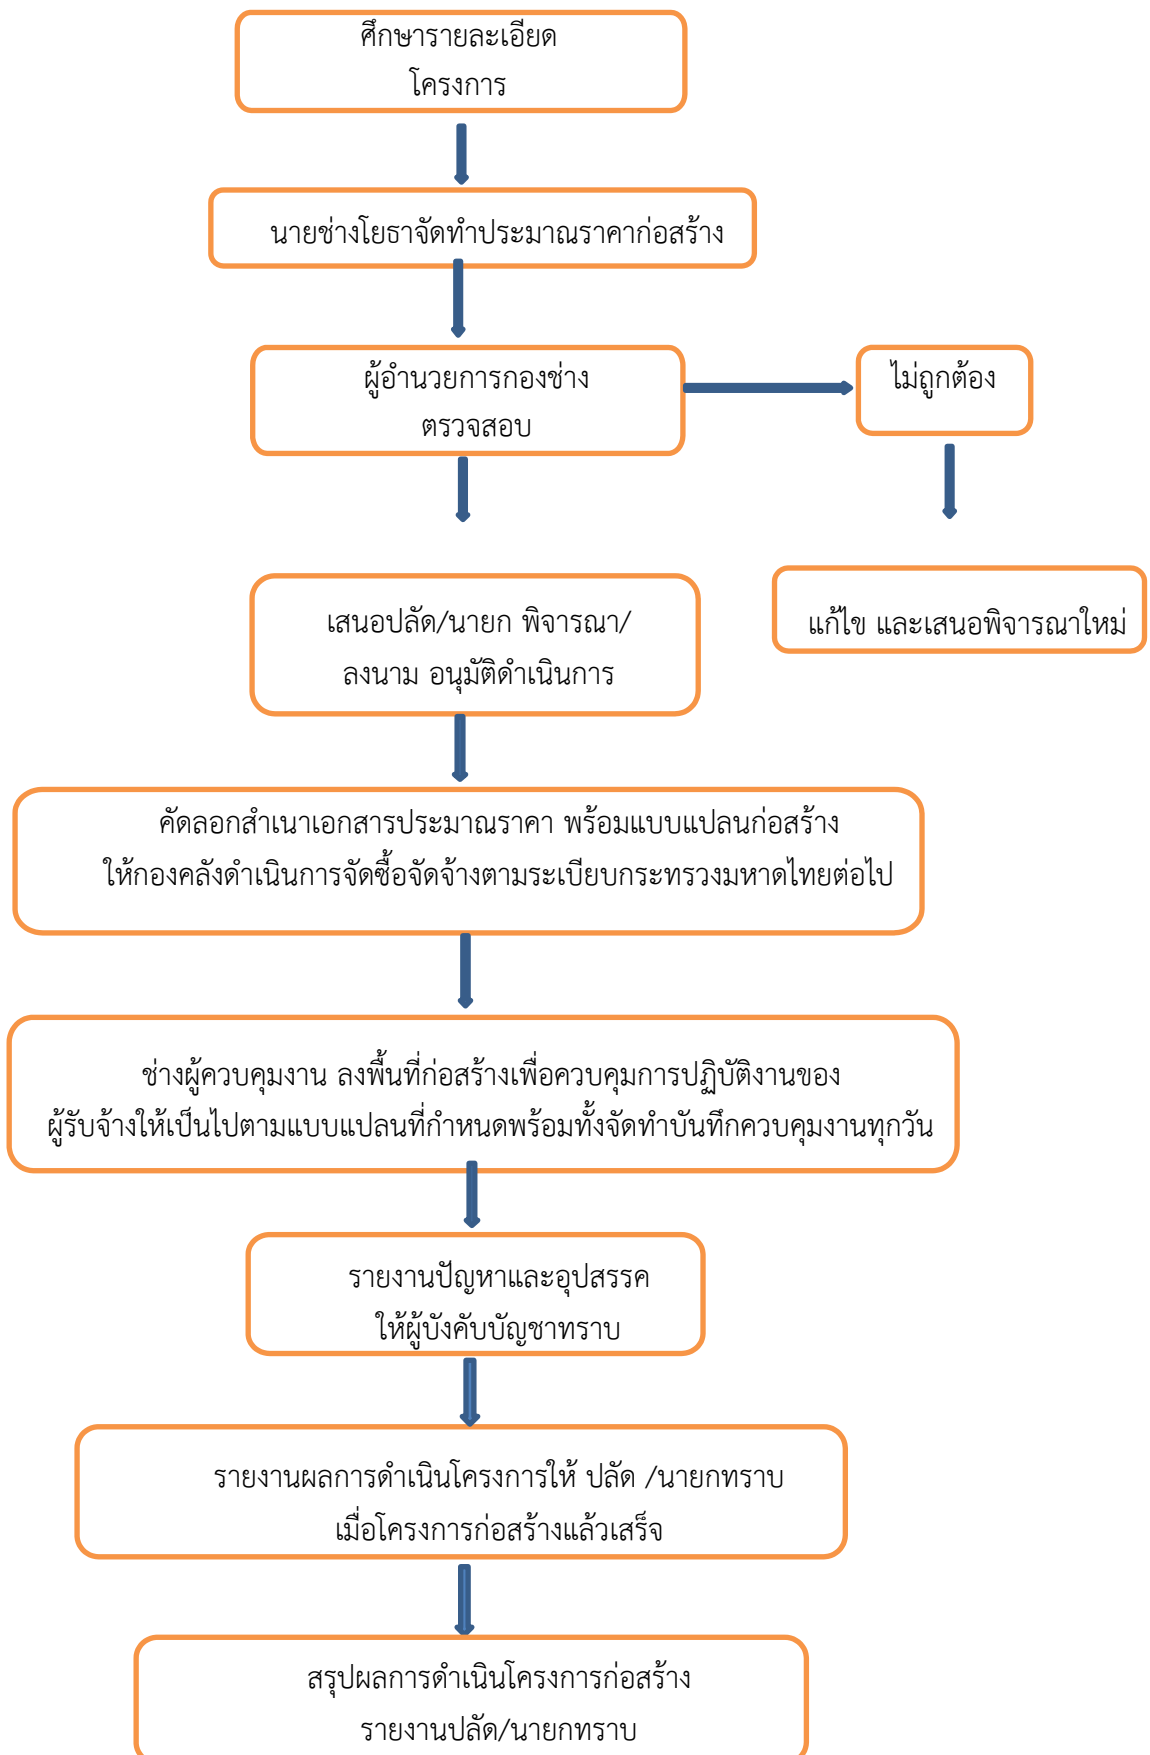 ศึกษารายละเอียด
โครงการ
นายช่างโยธาจัดทำประมาณราคาก่อสร้าง
ผู้อำนวยการกองช่าง
ตรวจสอบ
ไม่ถูกต้อง
เสนอปลัด/นายก พิจารณา/
ลงนาม อนุมัติดำเนินการ
แก้ไข และเสนอพิจารณาใหม่
คัดลอกสำเนาเอกสารประมาณราคา พร้อมแบบแปลนก่อสร้าง
ให้กองคลังดำเนินการจัดซื้อจัดจ้างตามระเบียบกระทรวงมหาดไทยต่อไป
ช่างผู้ควบคุมงาน ลงพื้นที่ก่อสร้างเพื่อควบคุมการปฏิบัติงานของ
ผู้รับจ้างให้เป็นไปตามแบบแปลนที่กำหนดพร้อมทั้งจัดทำบันทึกควบคุมงานทุกวัน
รายงานปัญหาและอุปสรรค
ให้ผู้บังคับบัญชาทราบ
รายงานผลการดำเนินโครงการให้ ปลัด /นายกทราบ
เมื่อโครงการก่อสร้างแล้วเสร็จ
สรุปผลการดำเนินโครงการก่อสร้าง
รายงานปลัด/นายกทราบ